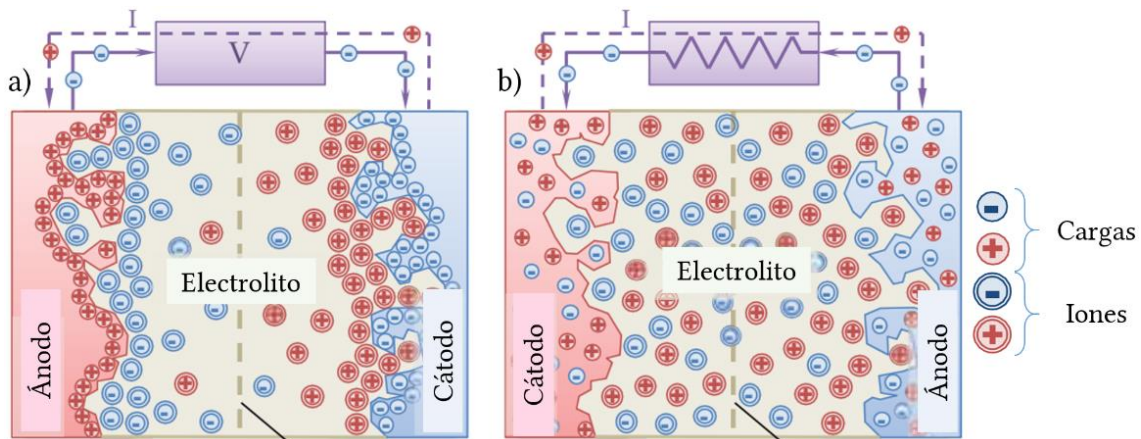 I
V
a)
Electrolito
Ánodo
Cátodo
I
b)
Electrolito
Cátodo
Ánodo
Cargas
Iones